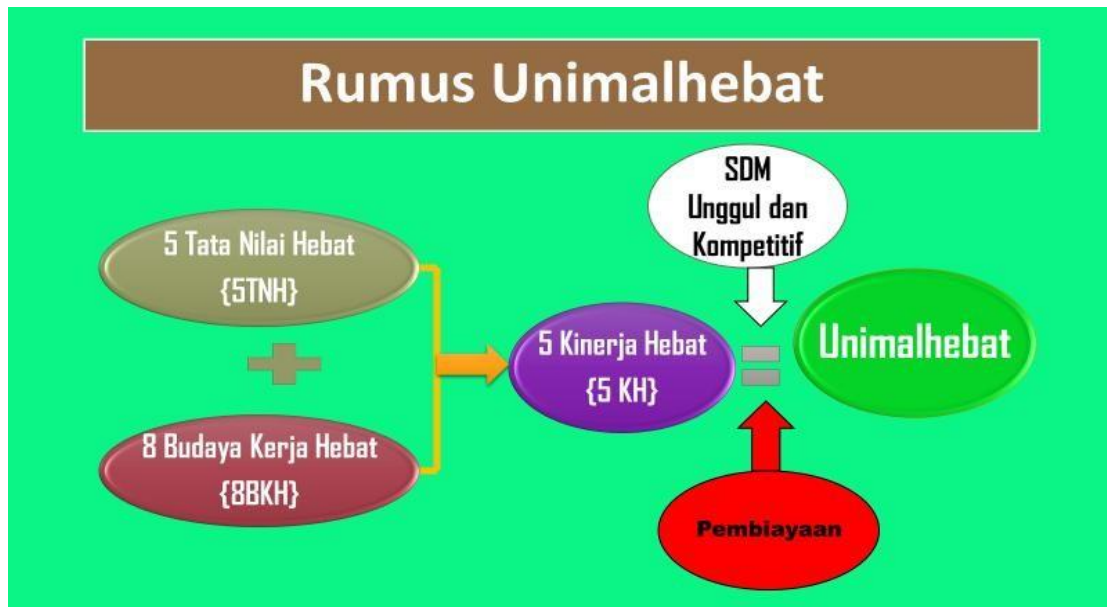 Rumus Unimalhebat
5 Tata Nilai Hebat
{5TNH}
8 Budaya Kerja Hebat
{8BKH}
5 Kinerja Hebat
{5 KH}
SDM
Unggul dan
Kompetitif
Unimalhebat
Pembiayaan